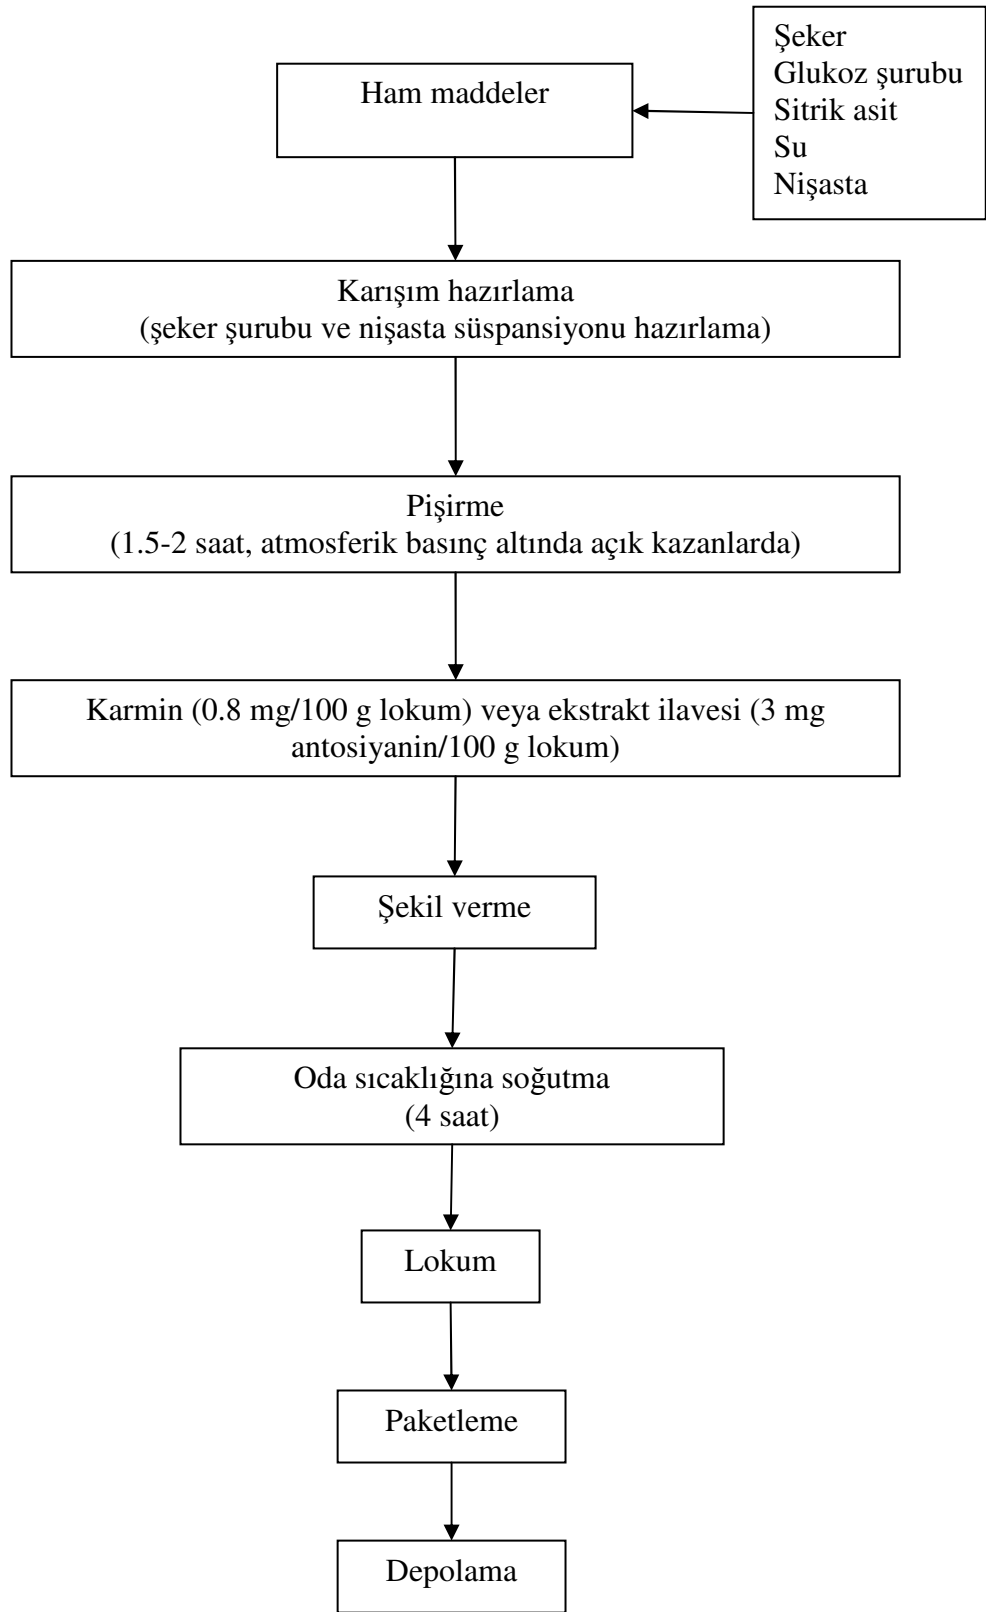 Ham maddeler
Şeker
Glukoz şurubu
Sitrik asit
Su
Nişasta
Karışım hazırlama
(şeker şurubu ve nişasta süspansiyonu hazırlama)
Pişirme
(1.5-2 saat, atmosferik basınç altında açık kazanlarda)
Karmin (0.8 mg/100 g lokum) veya ekstrakt ilavesi (3 mg
antosiyanin/100 g lokum)
Şekil verme
Oda sıcaklığına soğutma
(4 saat)
Lokum
Paketleme
Depolama